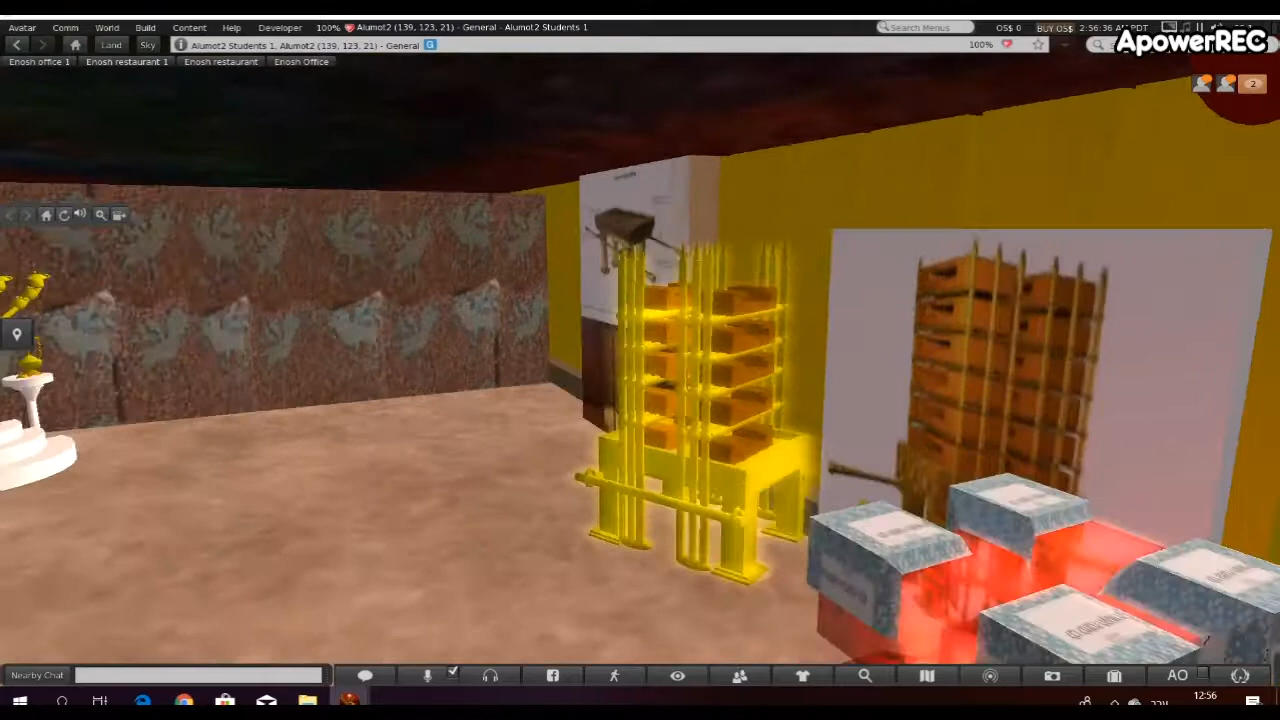 Avatar Comm World Build Content Help Developer 100% Alumot2 (139, 123, 21) - General - Alumot2 Students 1
Search Menus OS$ 0 BUY OS$ 2:56:36 AM PDT
Land Sky Alumot2 Students 1, Alumot2 (139, 123, 21) - General G 100%
ApowerREC
Enosh office 1 Enosh restaurant 1 Enosh restaurant Enosh Office
2
Nearby Chat
AO
12:56